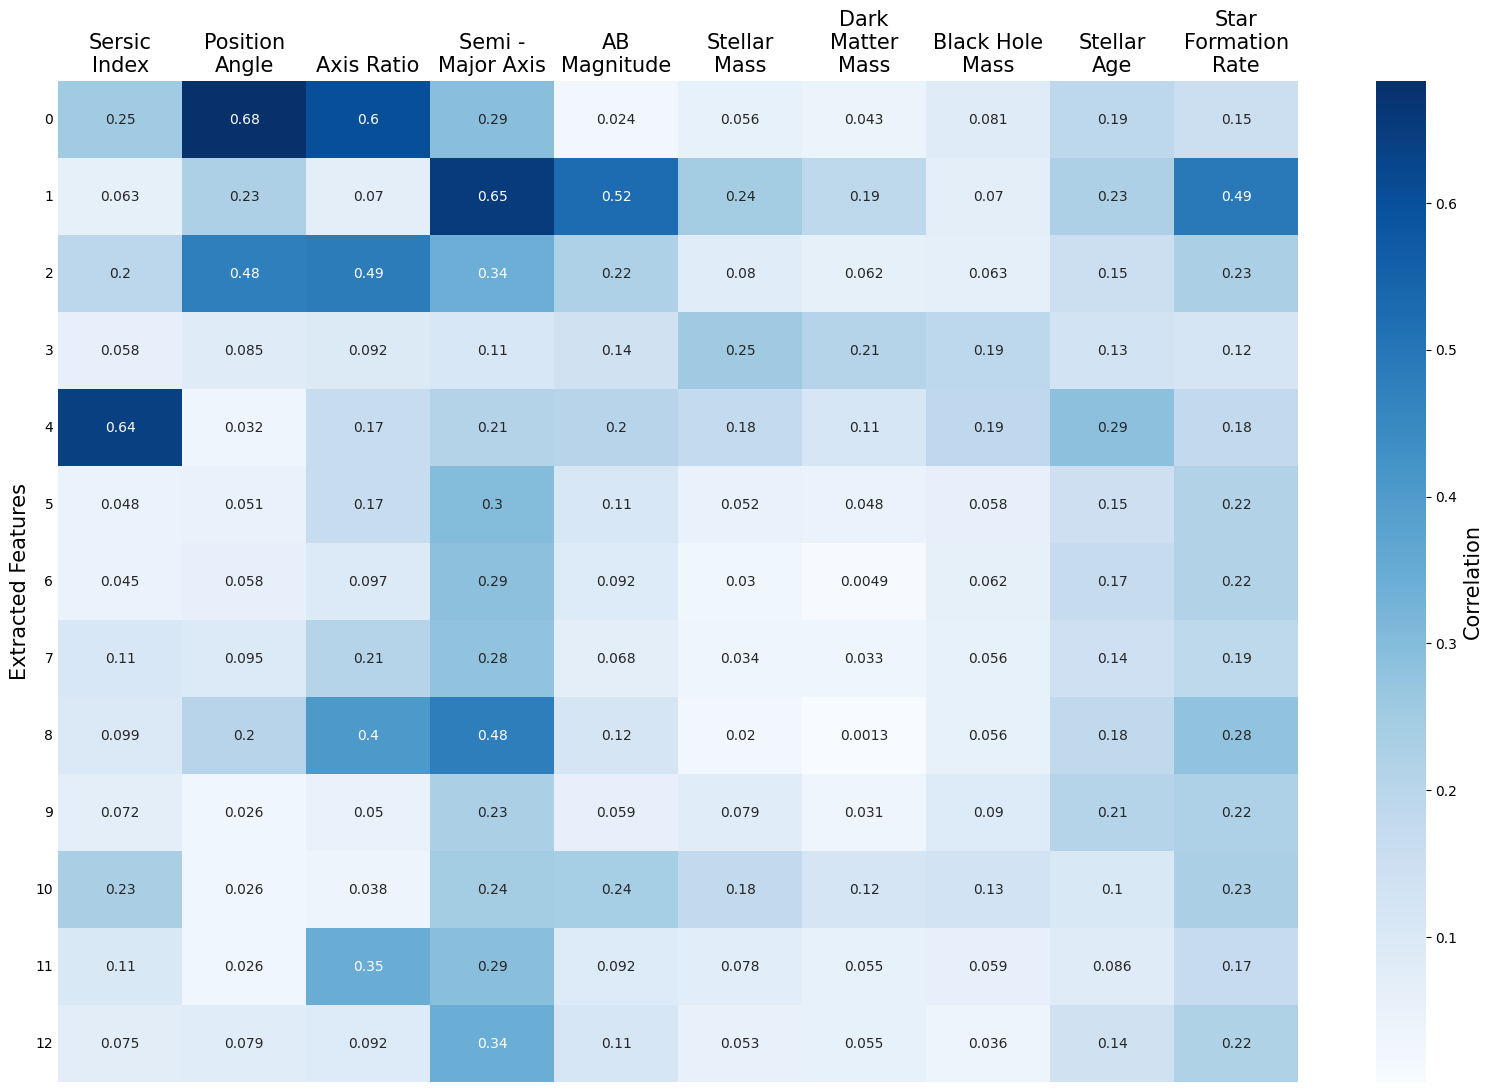 Sersic
Index
Position
Angle
Axis Ratio
Semi -
Major Axis
AB
Magnitude
Stellar
Mass
Dark
Matter
Mass
Black Hole
Mass
Stellar
Age
Star
Formation
Rate
Extracted Features
0 0.25 0.68 0.6 0.29 0.024 0.056 0.043 0.081 0.19 0.15
1 0.063 0.23 0.07 0.65 0.52 0.24 0.19 0.07 0.23 0.49
2 0.2 0.48 0.49 0.34 0.22 0.08 0.062 0.063 0.15 0.23
3 0.058 0.085 0.092 0.11 0.14 0.25 0.21 0.19 0.13 0.12
4 0.64 0.032 0.17 0.21 0.2 0.18 0.11 0.19 0.29 0.18
5 0.048 0.051 0.17 0.3 0.11 0.052 0.048 0.058 0.15 0.22
6 0.045 0.058 0.097 0.29 0.092 0.03 0.0049 0.062 0.17 0.22
7 0.11 0.095 0.21 0.28 0.068 0.034 0.033 0.056 0.14 0.19
8 0.099 0.2 0.4 0.48 0.12 0.02 0.0013 0.056 0.18 0.28
9 0.072 0.026 0.05 0.23 0.059 0.079 0.031 0.09 0.21 0.22
10 0.23 0.026 0.038 0.24 0.24 0.18 0.12 0.13 0.1 0.23
11 0.11 0.026 0.35 0.29 0.092 0.078 0.055 0.059 0.086 0.17
12 0.075 0.079 0.092 0.34 0.11 0.053 0.055 0.036 0.14 0.22
0.6
0.5
0.4
0.3
0.2
0.1
Correlation